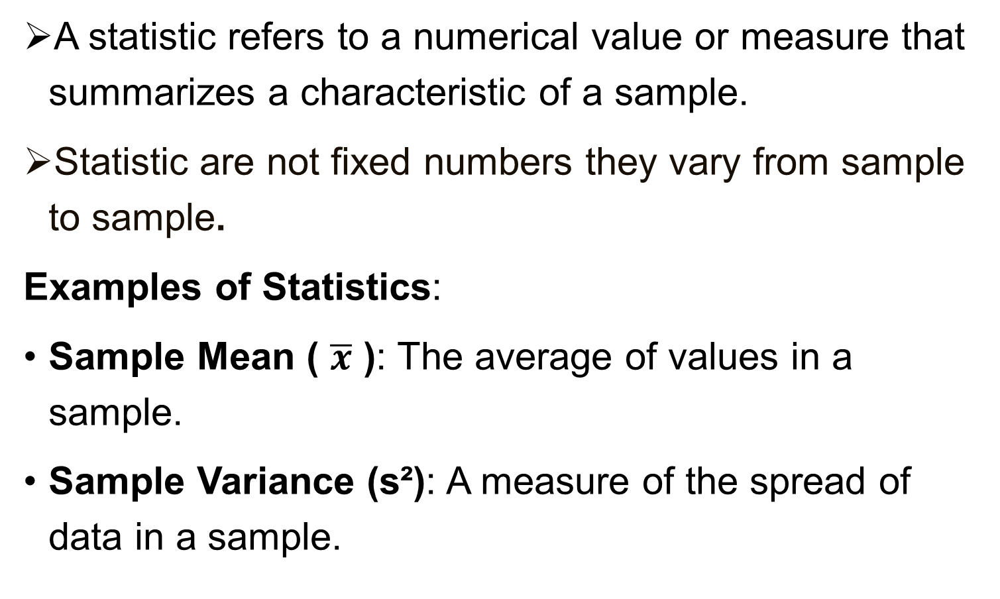 ➢A statistic refers to a numerical value or measure that
summarizes a characteristic of a sample.
➢Statistic are not fixed numbers they vary from sample
to sample.
Examples of Statistics:
• Sample Mean ( x̅ ): The average of values in a
sample.
• Sample Variance (s²): A measure of the spread of
data in a sample.